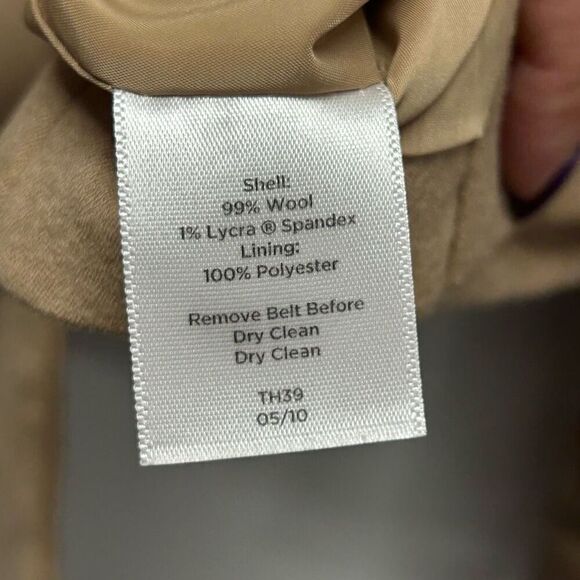 Shell:
99% Wool
1% Lycra ® Spandex
Lining:
100% Polyester
Remove Belt Before
Dry Clean
Dry Clean
TH39
05/10